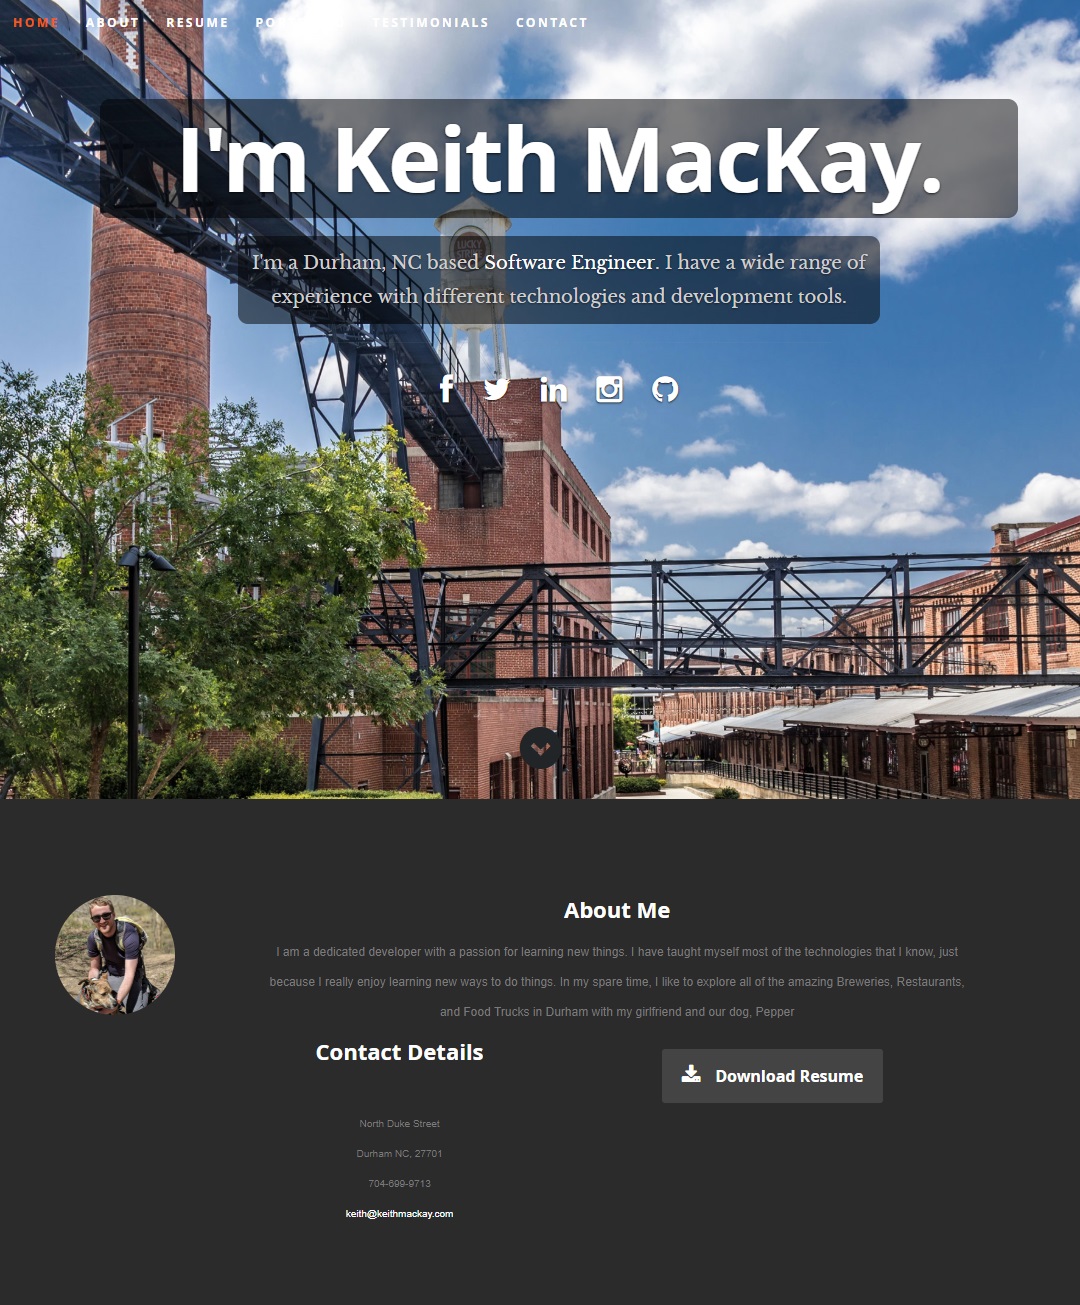 HOME ABOUT RESUME TESTIMONIALS CONTACT
I'm Keith MacKay.
LUCKY
I'm a Durham, NC based Software Engineer. I have a wide range of
experience with different technologies and development tools.
About Me
I am a dedicated developer with a passion for learning new things. I have taught myself most of the technologies that I know, just
because I really enjoy learning new ways to do things. In my spare time, I like to explore all of the amazing Breweries, Restaurants,
and Food Trucks in Durham with my girlfriend and our dog, Pepper
Contact Details
Download Resume
North Duke Street
Durham NC, 27701
704-699-9713
keith@keithmackay.com